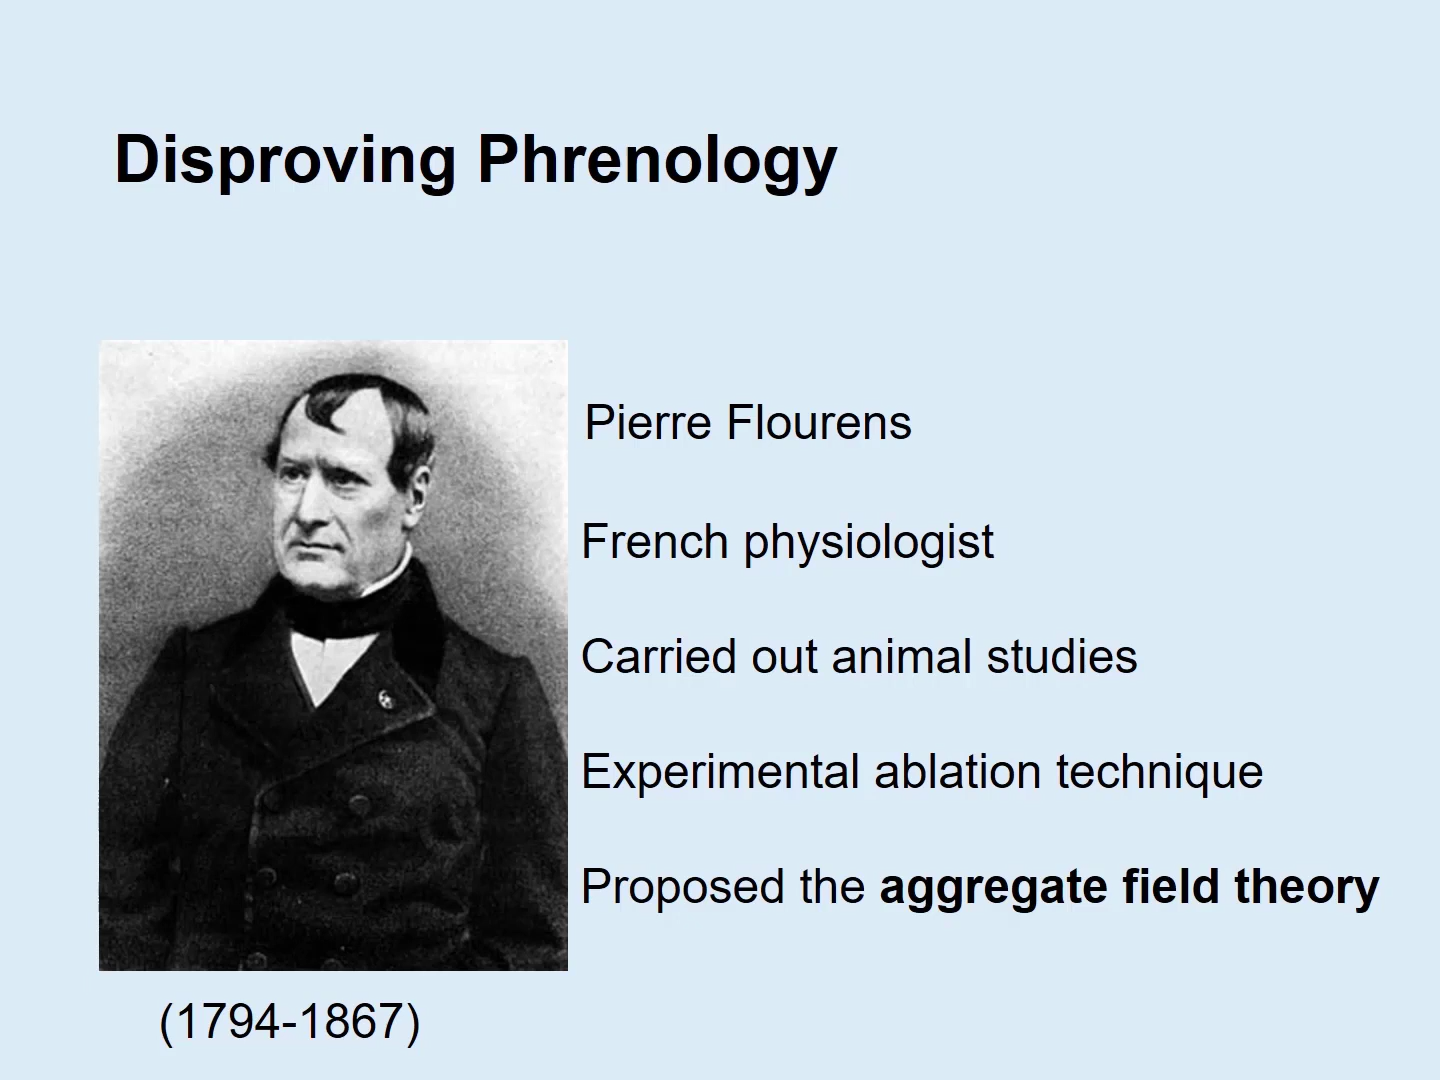 Disproving Phrenology
Pierre Flourens
French physiologist
Carried out animal studies
Experimental ablation technique
Proposed the aggregate field theory
(1794-1867)